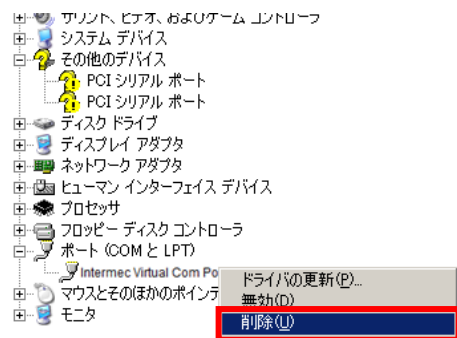 サウンド、ビデオ、およびゲーム コントローラ
システム デバイス
その他のデバイス
PCI シリアル ポート
PCI シリアル ポート
ディスク ドライブ
ディスプレイ アダプタ
ネットワーク アダプタ
ヒューマン インターフェイス デバイス
プロセッサ
フロッピー ディスク コントローラ
ポート (COM と LPT)
Intermec Virtual Com Po
マウスとそのほかのポインテ
モニタ
ドライバの更新(P)...
無効(D)
削除(U)